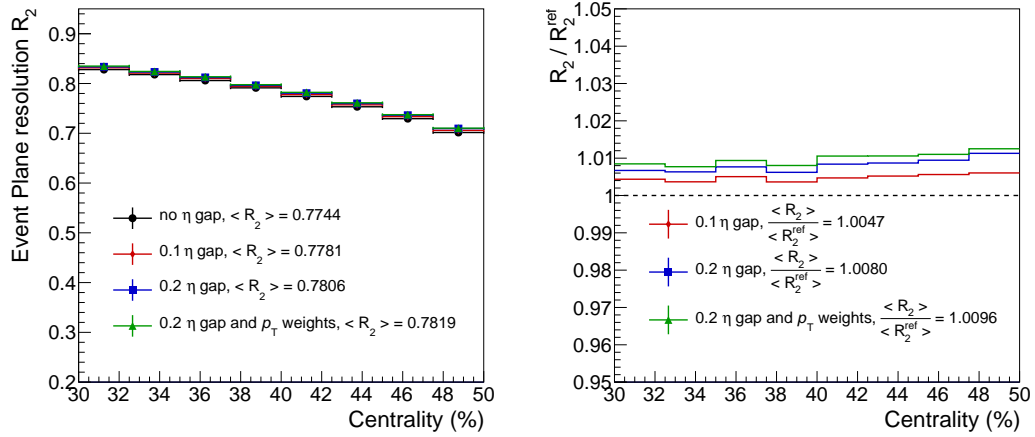 Event Plane resolution R2
0.9
0.8
0.7
0.6
0.5
0.4
0.3
0.2
no η gap, < R2 > = 0.7744
0.1 η gap, < R2 > = 0.7781
0.2 η gap, < R2 > = 0.7806
0.2 η gap and pT weights, < R2 > = 0.7819
30 32 34 36 38 40 42 44 46 48 50
Centrality (%)
R2 / R2ref
1.05
1.04
1.03
1.02
1.01
1
0.99
0.98
0.97
0.96
0.95
0.1 η gap, < R2 > / < R2ref > = 1.0047
0.2 η gap, < R2 > / < R2ref > = 1.0080
0.2 η gap and pT weights, < R2 > / < R2ref > = 1.0096
30 32 34 36 38 40 42 44 46 48 50
Centrality (%)